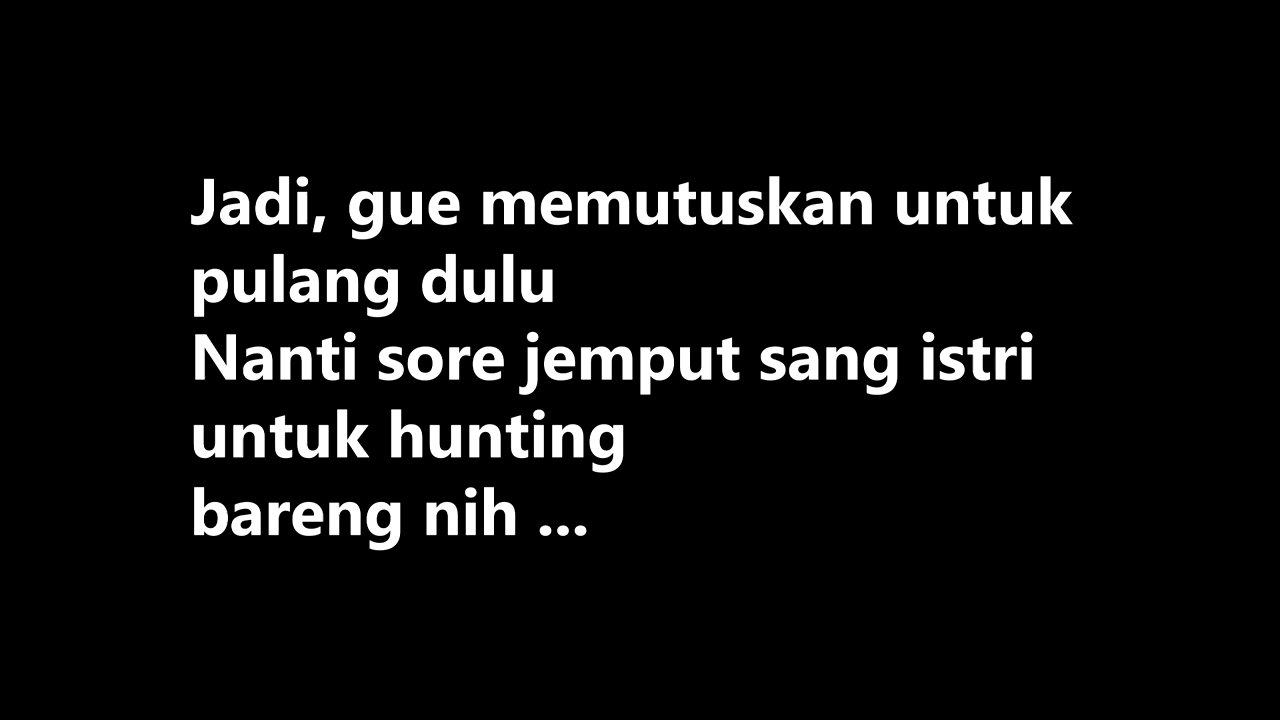 Jadi, gue memutuskan untuk
pulang dulu
Nanti sore jemput sang istri
untuk hunting
bareng nih ...